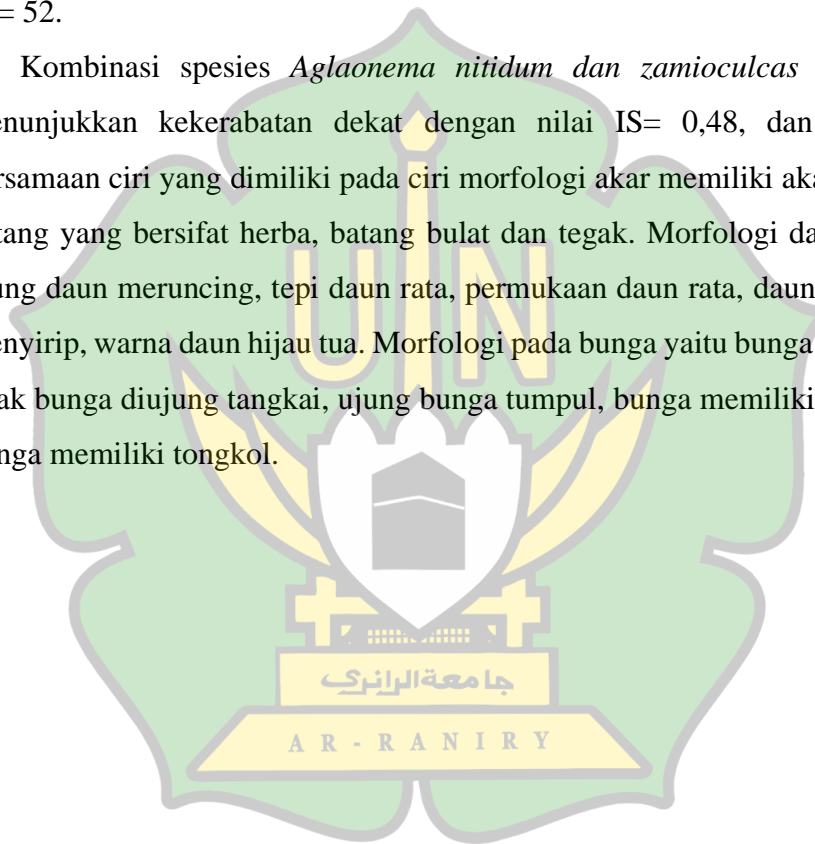 = 52.
Kombinasi spesies Aglaonema nitidum dan zamioculcas
enunjukkan kekerabatan dekat dengan nilai IS= 0,48, dan
rsamaan ciri yang dimiliki pada ciri morfologi akar memiliki aka
tang yang bersifat herba, batang bulat dan tegak. Morfologi da
ung daun meruncing, tepi daun rata, permukaan daun rata, daun
enyirip, warna daun hijau tua. Morfologi pada bunga yaitu bunga
ak bunga diujung tangkai, ujung bunga tumpul, bunga memiliki
nga memiliki tongkol.
UIN
جامعةالرانري
AR-RANIRY